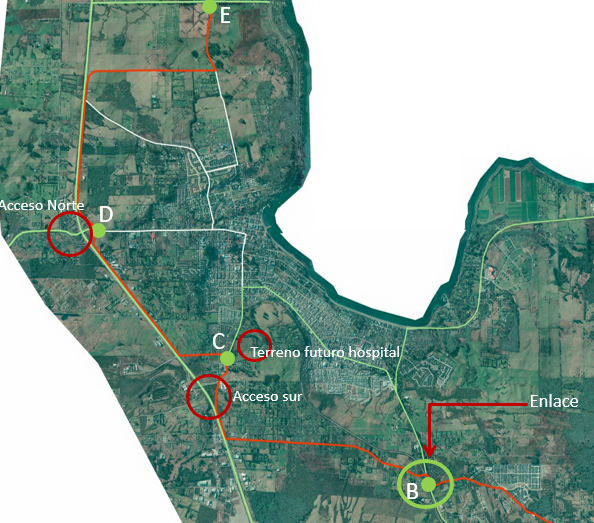 E
Acceso Norte
D
C
Terreno futuro hospital
Acceso sur
Enlace
B